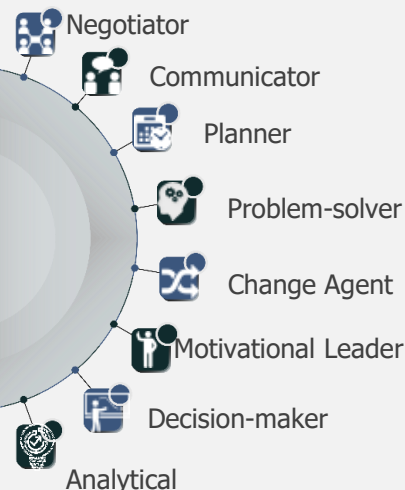 Negotiator
Communicator
Planner
Problem-solver
Change Agent
Motivational Leader
Decision-maker
Analytical